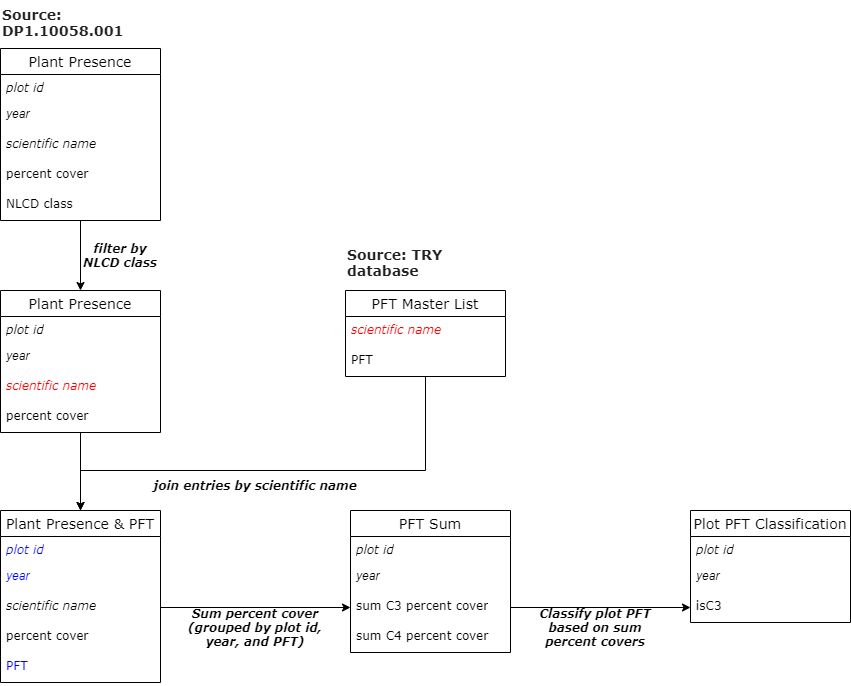 Source:
DP1.10058.001
Plant Presence
plot id
year
scientific name
percent cover
NLCD class
filter by
NLCD class
Source: TRY
database
Plant Presence
plot id
year
scientific name
percent cover
PFT Master List
scientific name
PFT
join entries by scientific name
Plant Presence & PFT
plot id
year
scientific name
percent cover
PFT
Sum percent cover
(grouped by plot id,
year, and PFT)
PFT Sum
plot id
year
sum C3 percent cover
sum C4 percent cover
Classify plot PFT
based on sum
percent covers
Plot PFT Classification
plot id
year
isC3